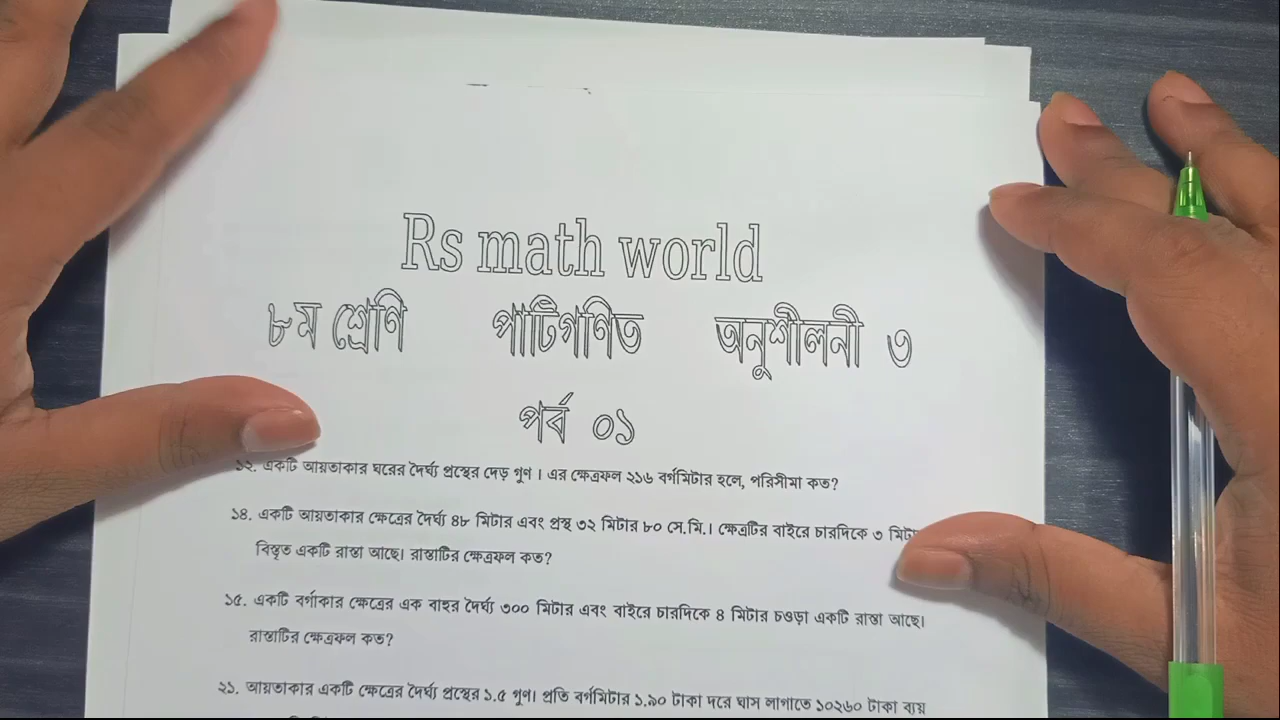 Rs math world
৮ম শ্রেণি পাটিগণিত অনুশীলনী ৩
পর্ব ০১
১২. একটি আয়তাকার ঘরের দৈর্ঘ্য প্রস্থের দেড় গুণ । এর ক্ষেত্রফল ২১৬ বর্গমিটার হলে, পরিসীমা কত?
১৪. একটি আয়তাকার ক্ষেত্রের দৈর্ঘ্য ৪৮ মিটার এবং প্রস্থ ৩২ মিটার ৮০ সে.মি.। ক্ষেত্রটির বাইরে চারদিকে ৩ মিটার
বিস্তৃত একটি রাস্তা আছে। রাস্তাটির ক্ষেত্রফল কত?
১৫. একটি বর্গাকার ক্ষেত্রের এক বাহুর দৈর্ঘ্য ৩০০ মিটার এবং বাইরে চারদিকে ৪ মিটার চওড়া একটি রাস্তা আছে।
রাস্তাটির ক্ষেত্রফল কত?
২১. আয়তাকার একটি ক্ষেত্রের দৈর্ঘ্য প্রস্থের ১.৫ গুণ। প্রতি বর্গমিটার ১.৯০ টাকা দরে ঘাস লাগাতে ১০২৬০ টাকা ব্যয়